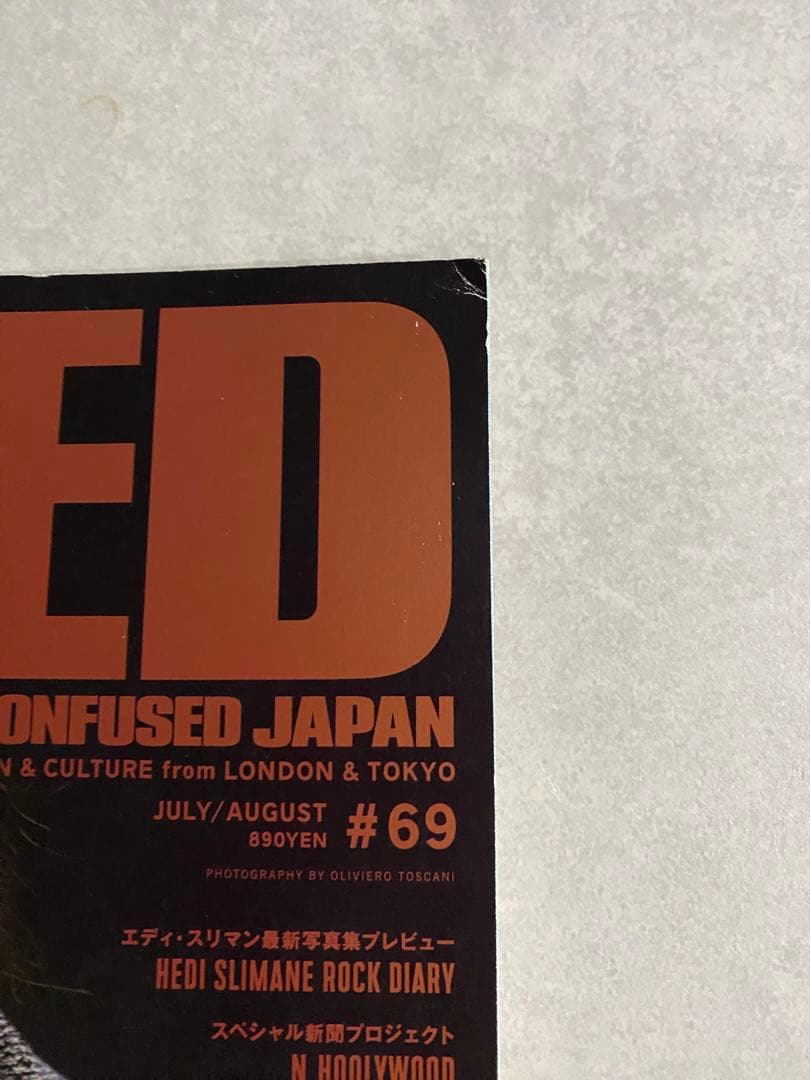 ED
ONFUSED JAPAN
N & CULTURE from LONDON & TOKYO
JULY/AUGUST
890YEN
#69
PHOTOGRAPHY BY OLIVIERO TOSCANI
エディ・スリマン最新写真集プレビュー
HEDI SLIMANE ROCK DIARY
スペシャル新聞プロジェクト
N.HOOLYWOOD